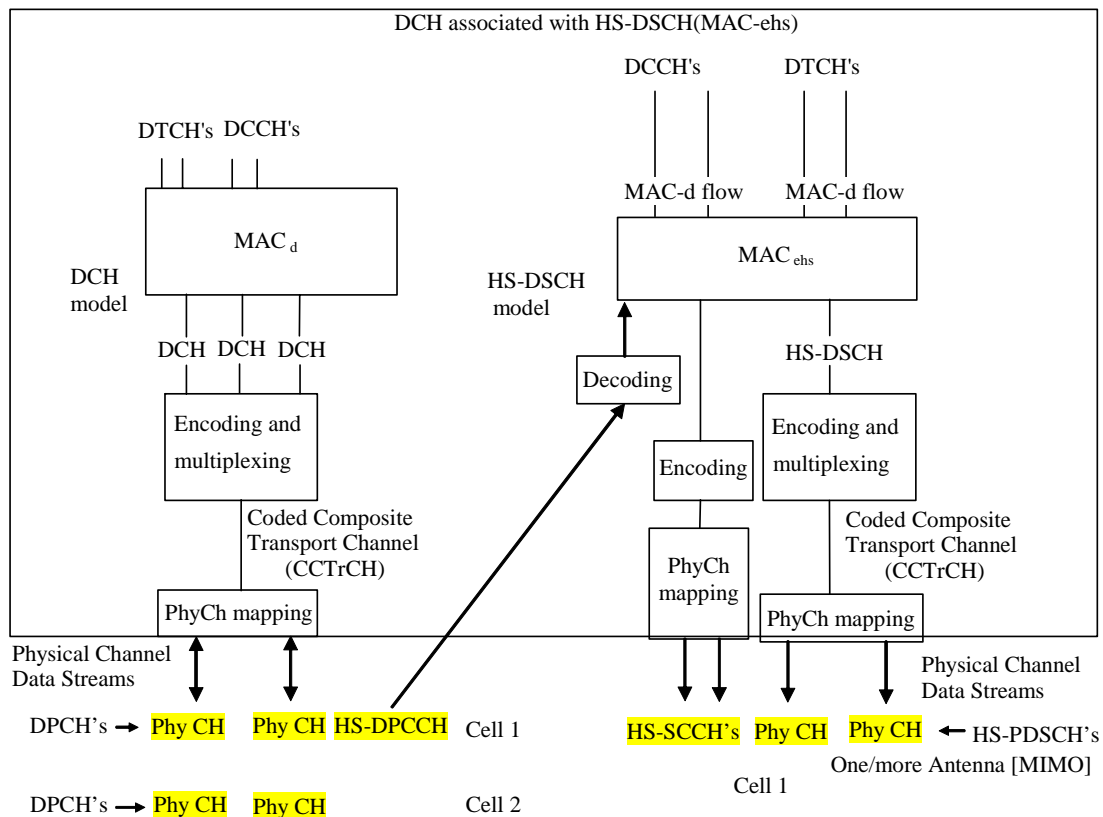 DCH associated with HS-DSCH(MAC-ehs)
DCCH's
DTCH's
DTCH's
DCCH's
MAC-d flow
MAC-d flow
MAC d
MAC ehs
DCH
model
HS-DSCH
model
DCH
DCH
DCH
HS-DSCH
Decoding
Encoding and
multiplexing
Encoding
Encoding and
multiplexing
Coded Composite
Transport Channel
(CCTrCH)
PhyCh
mapping
Coded Composite
Transport Channel
(CCTrCH)
PhyCh mapping
PhyCh mapping
Physical Channel
Data Streams
Physical Channel
Data Streams
DPCH's
Phy CH
Phy CH
HS-DPCCH
Cell 1
HS-SCCH's
Phy CH
Phy CH
HS-PDSCH's
One/more Antenna [MIMO]
Cell 1
DPCH's
Phy CH
Phy CH
Cell 2